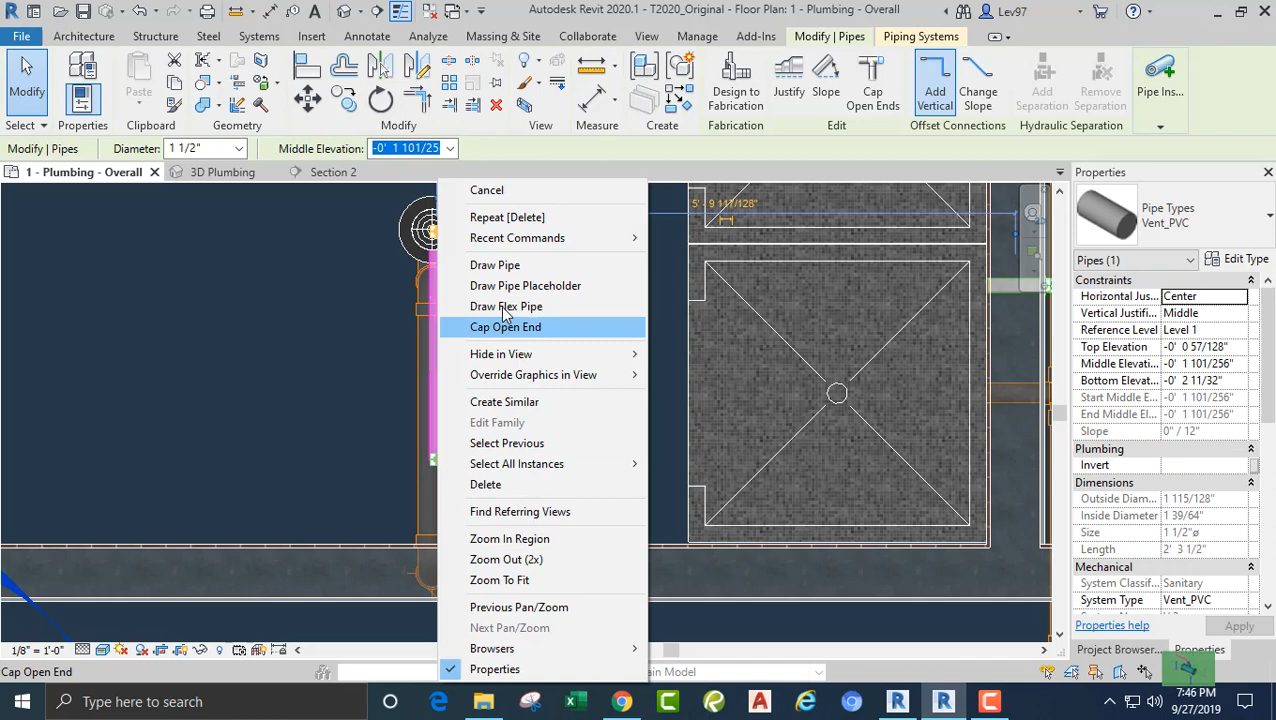 Autodesk Revit 2020.1 - T2020_Original - Floor Plan: 1 - Plumbing - Overall
Lev97
File Architecture Structure Steel Systems Insert Annotate Analyze Massing & Site Collaborate View Manage Add-Ins Modify | Pipes Piping Systems
Modify
Paste
Design to
Fabrication
Justify
Slope
Cap
Open Ends
Add
Vertical
Change
Slope
Add
Separation
Remove
Separation
Pipe Ins...
Select Properties Clipboard Geometry Modify View Measure Create Fabrication Edit Offset Connections Hydraulic Separation
Modify | Pipes Diameter: 1 1/2" Middle Elevation: -0' 1 101/25
1 - Plumbing - Overall 3D Plumbing Section 2
Properties
Cancel
Repeat [Delete]
Recent Commands
Draw Pipe
Draw Pipe Placeholder
Draw Flex Pipe
Cap Open End
Hide in View
Override Graphics in View
Create Similar
Edit Family
Select Previous
Select All Instances
Delete
Find Referring Views
Zoom In Region
Zoom Out (2x)
Zoom To Fit
Previous Pan/Zoom
Next Pan/Zoom
Browsers
Properties
5' - 9 117/128"
Pipe Types
Vent_PVC
Pipes (1) Edit Type
Constraints
Horizontal Jus... Center
Vertical Justifi... Middle
Reference Level Level 1
Top Elevation -0' 0 57/128"
Middle Elevat... -0' 1 101/256"
Bottom Elevat... -0' 2 11/32"
Start Middle E... -0' 1 101/256"
End Middle El... -0' 1 101/256"
Slope 0" / 12"
Plumbing
Invert
Dimensions
Outside Diam... 1 115/128"
Inside Diameter 1 39/64"
Size 1 1/2"ø
Length 2' 3 1/2"
Mechanical
System Classif... Sanitary
System Type Vent_PVC
Properties help Apply
Project Browser... Properties
1/8" = 1'-0"
Cap Open End
ain Model
Type here to search
7:46 PM
9/27/2019